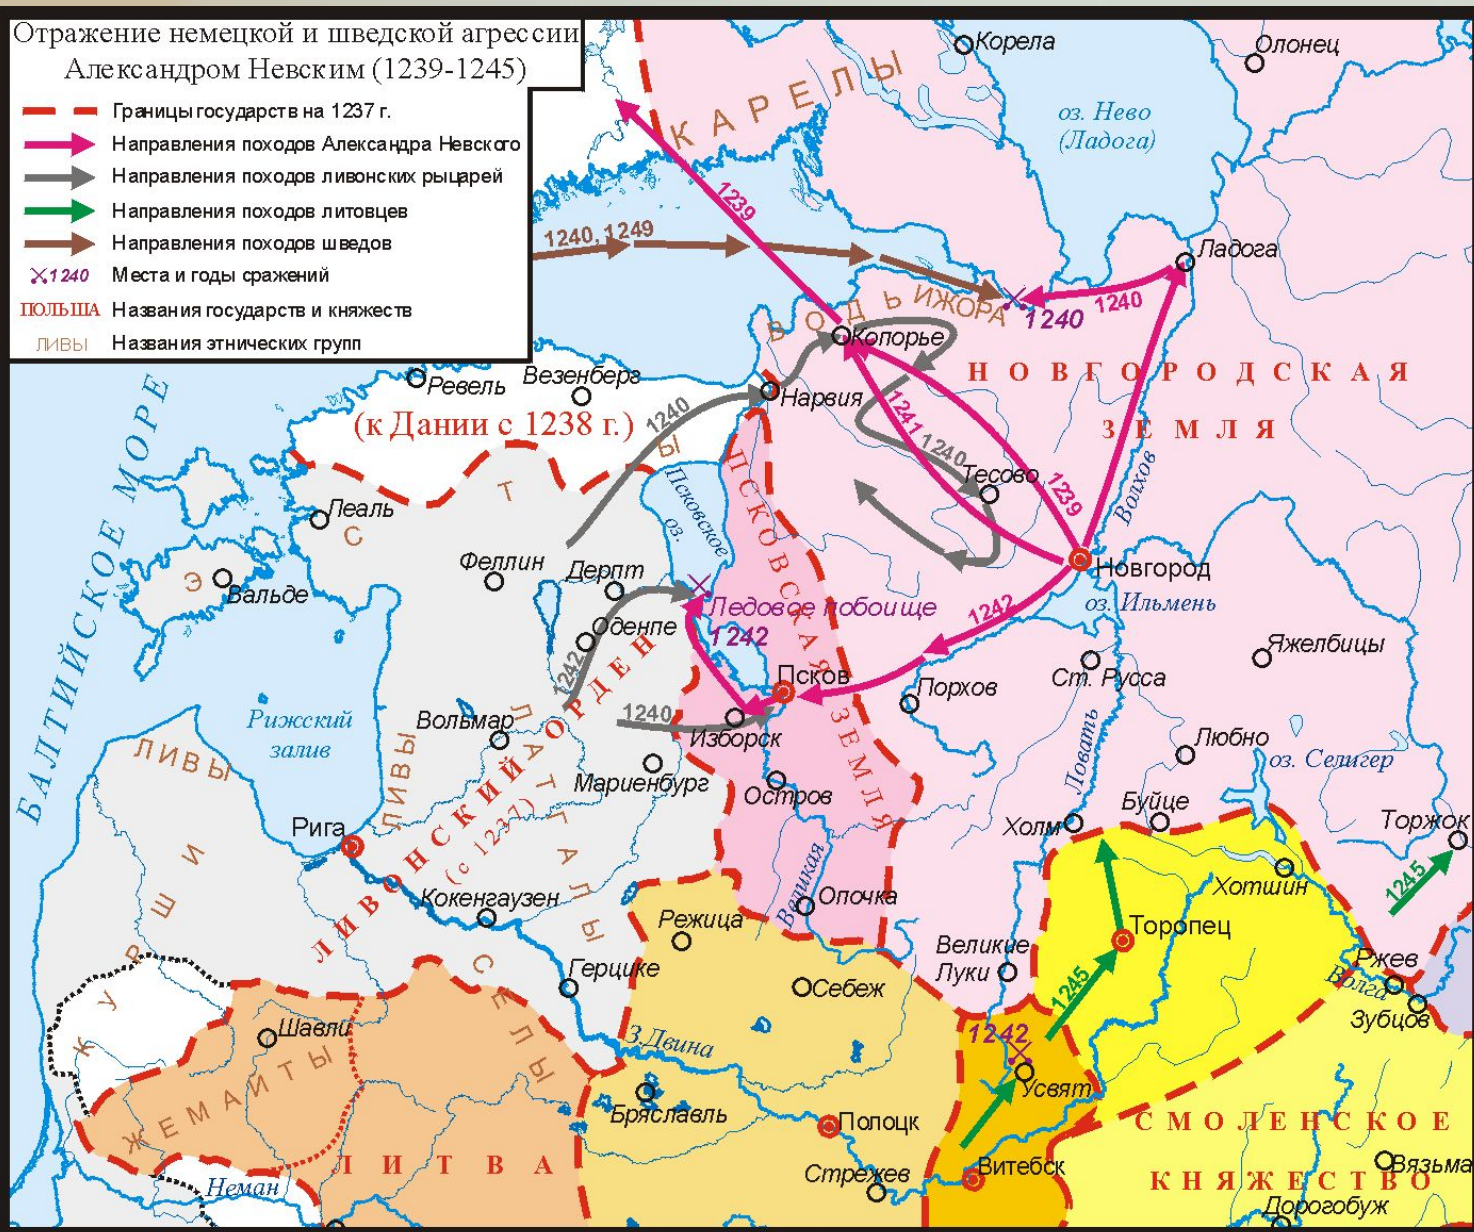 Отражение немецкой и шведской агрессии
Александром Невским (1239-1245)
Границы государств на 1237 г.
Направления походов Александра Невского
Направления походов ливонских рыцарей
Направления походов литовцев
Направления походов шведов
1240 Места и годы сражений
ПОЛЬША Названия государств и княжеств
ЛИВЫ Названия этнических групп
Корела
Олонец
КАРЕЛЫ
оз. Нево
(Ладога)
1239
1240, 1249
Ладога
1240
1240
ВОДЬ
ИЖОРА
Копорье
НОВГОРОДСКАЯ
ЗЕМЛЯ
Ревель
Везенберг
Нарвия
(к Дании с 1238 г.)
1240
1241
1240
Тесово
1239
Волхов
БАЛТИЙСКОЕ МОРЕ
ЭСТЫ
Псковское
оз.
ПСКОВСКАЯ ЗЕМЛЯ
Леаль
Вальде
Феллин
Дерпт
Новгород
оз. Ильмень
Ледовое побоище
1242
1242
Оденпе
1242
Яжелбицы
Ст. Русса
Псков
Порхов
1240
Изборск
Рижский
залив
Вольмар
ЛИВЫ
ЛИВЫ
ЛАТГАЛЫ
ЛИВОНСКИЙ ОРДЕН
(с 1237)
Мариенбург
Остров
Ловать
Любно
оз. Селигер
Буйце
Холм
Торжок
Рига
КУРШИ
Великая
Хотшин
1245
Кокенгаузен
Олочка
Режица
Торопец
Великие
Луки
Ржев
Волга
Зубцов
Герцике
СЕЛЫ
Себеж
1245
1242
Шавли
ЖЕМАЙТЫ
З.Двина
Усвят
Бряславль
Полоцк
СМОЛЕНСКОЕ
КНЯЖЕСТВО
ЛИТВА
Неман
Стрежев
Витебск
Вязьма
Дорогобуж